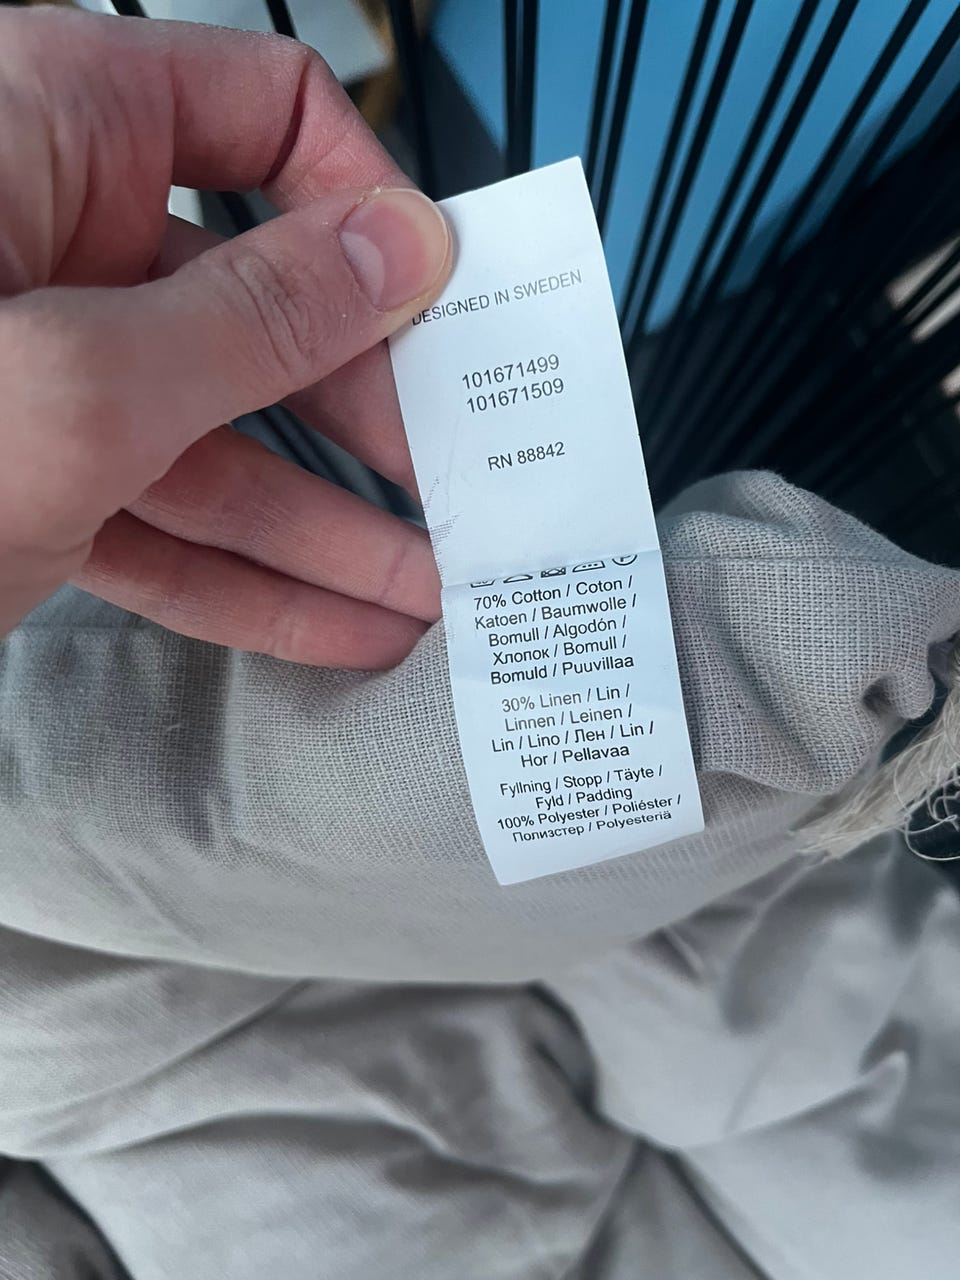 DESIGNED IN SWEDEN
101671499
101671509
RN 88842
70% Cotton / Coton /
Katoen / Baumwolle /
Bomull / Algodón /
Хлопок / Bomull /
Bomuld / Puuvillaa
30% Linen / Lin /
Linnen / Leinen /
Lin / Lino / Лен / Lin /
Hor / Pellavaa
Fyllning / Stopp / Täyte /
Fyld / Padding
100% Polyester / Poliéster /
Полиэстер / Polyesteriä